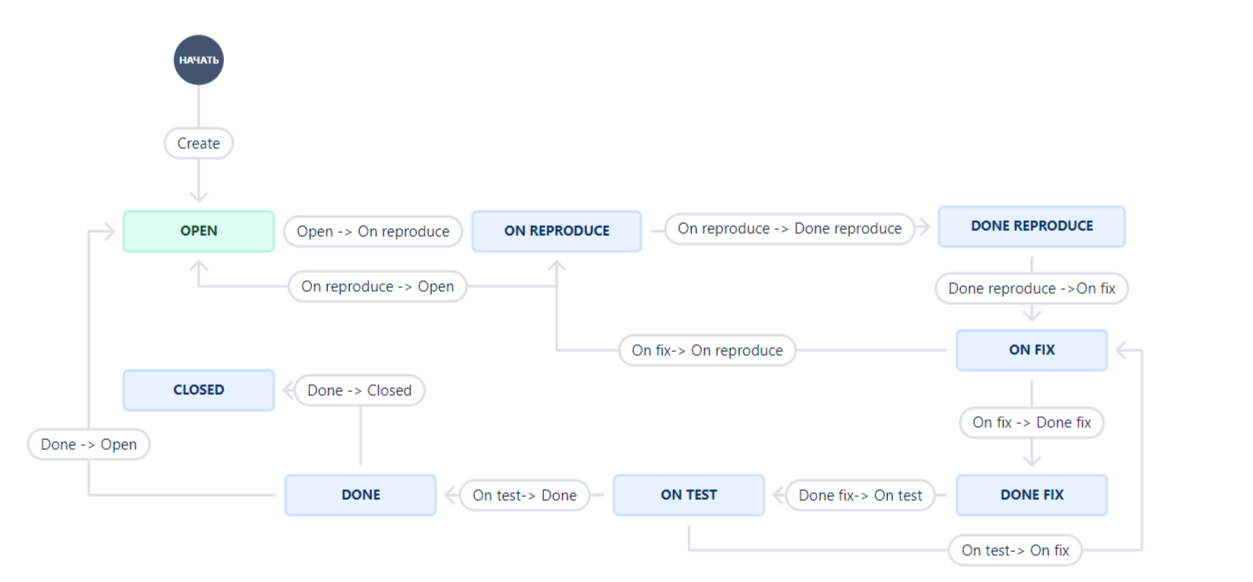 НАЧАТЬ
Create
OPEN
Open -> On reproduce
ON REPRODUCE
On reproduce -> Done reproduce
DONE REPRODUCE
On reproduce -> Open
Done reproduce ->On fix
On fix-> On reproduce
ON FIX
CLOSED
Done -> Closed
On fix -> Done fix
Done -> Open
DONE
On test-> Done
ON TEST
Done fix-> On test
DONE FIX
On test-> On fix